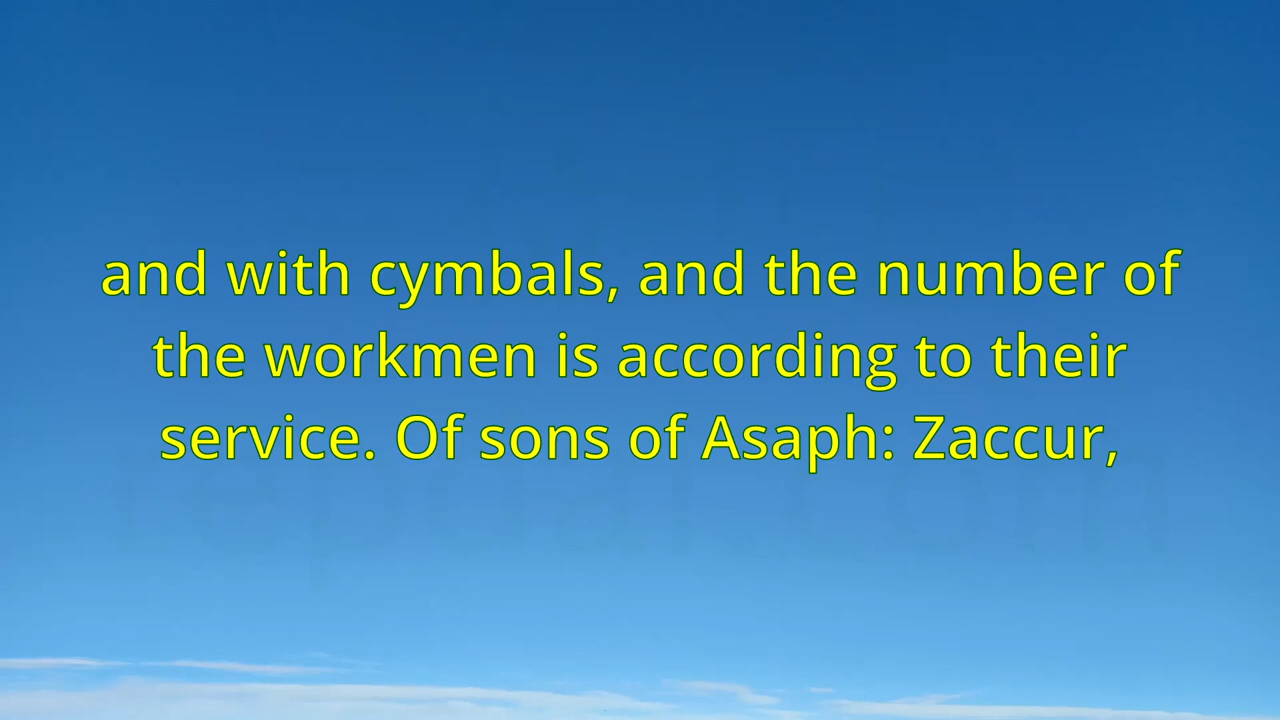 and with cymbals, and the number of
the workmen is according to their
service. Of sons of Asaph: Zaccur,